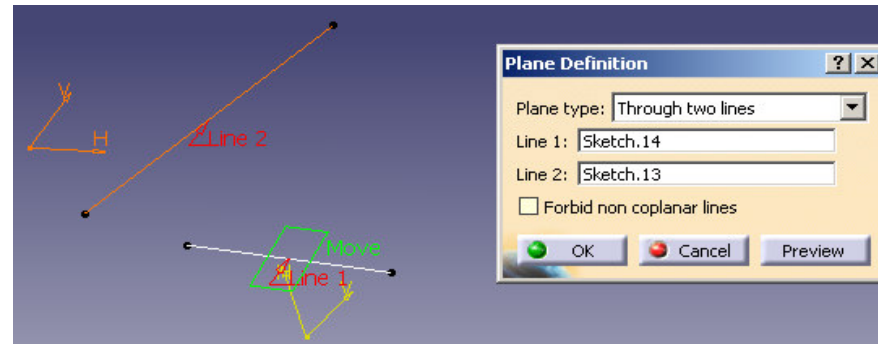 V
H
Line 2
Move
Line 1
H
V
Plane Definition
? X
Plane type: Through two lines
Line 1: Sketch.14
Line 2: Sketch.13
Forbid non coplanar lines
OK Cancel Preview